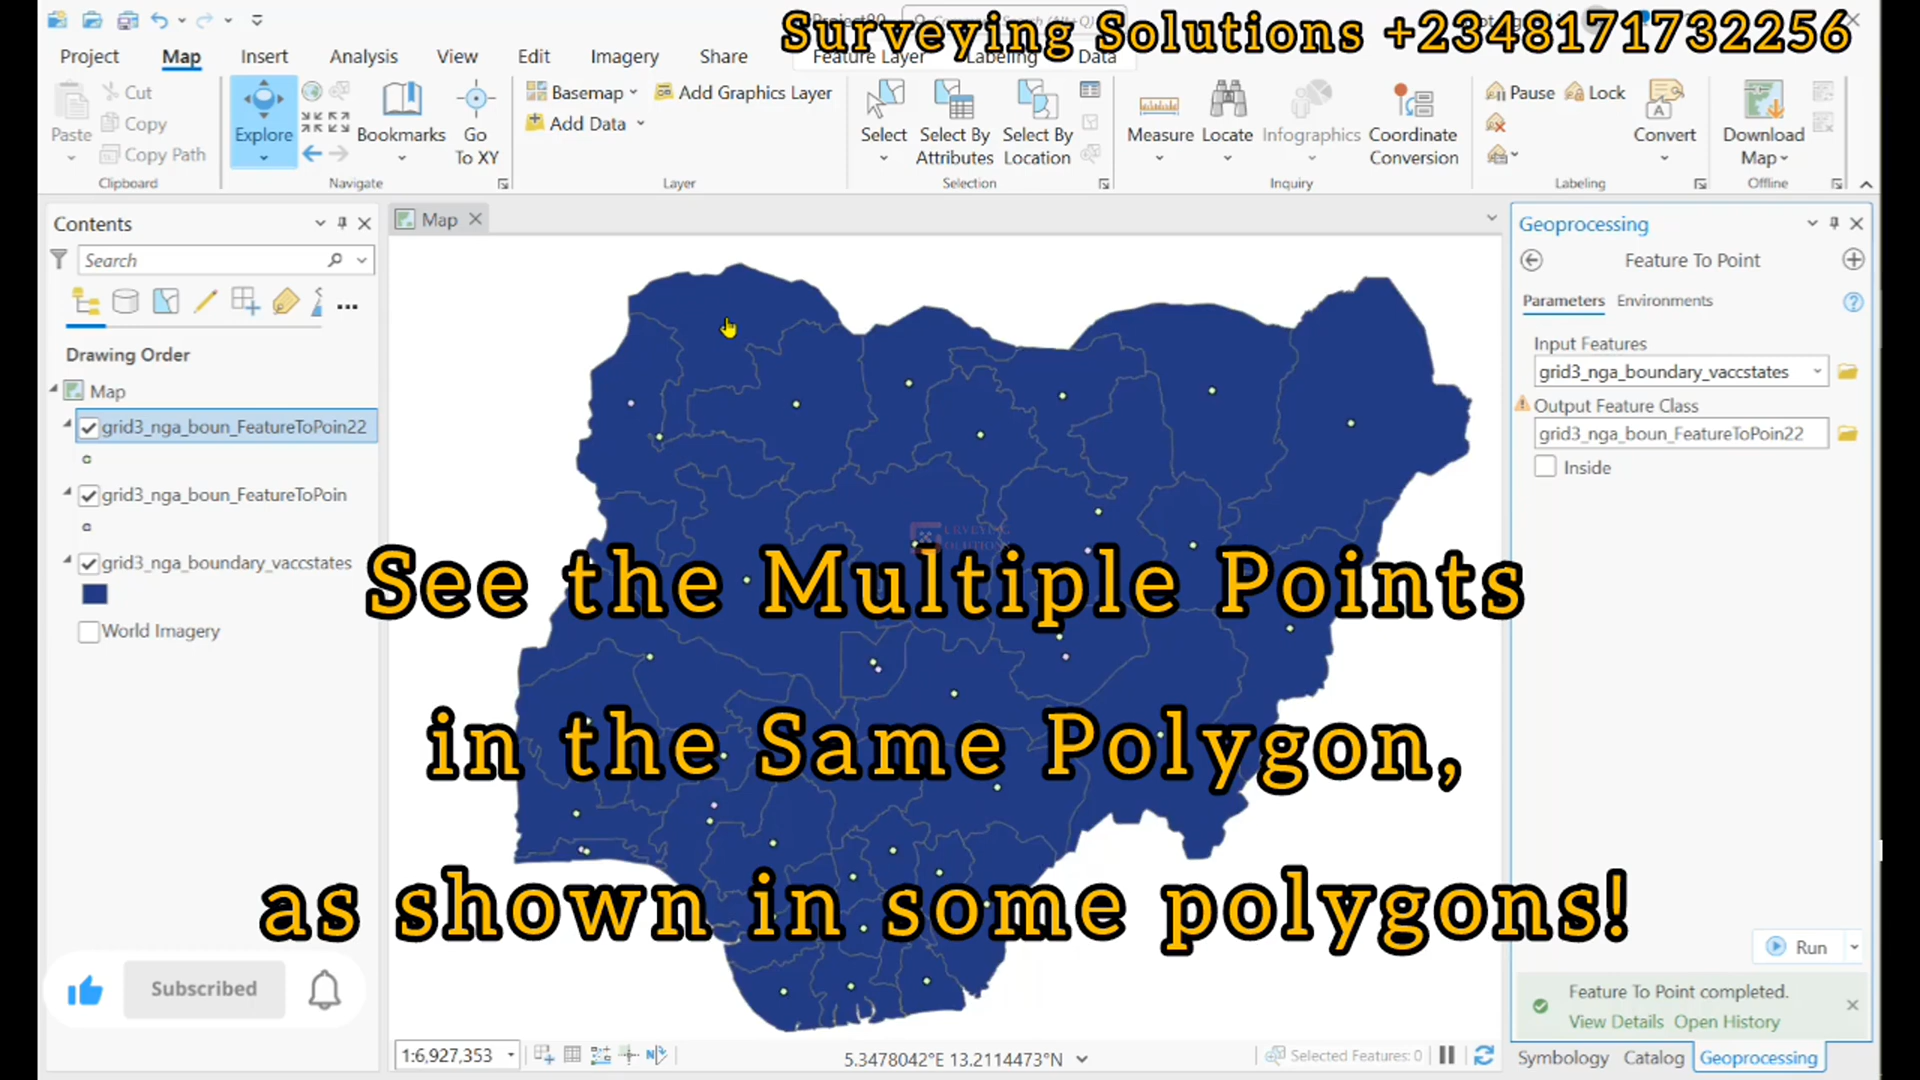 Surveying Solutions +2348171732256
Project Map Insert Analysis View Edit Imagery Share Feature Layer Labeling Data
Paste Cut Copy Copy Path Clipboard
Explore Bookmarks Go To XY Navigate
Basemap Add Graphics Layer
Add Data Layer
Select Select By Attributes Select By Location Selection
Measure Locate Infographics Coordinate Conversion Inquiry
Pause Lock Convert Labeling
Download Map Offline
Contents
Search
Drawing Order
Map
grid3_nga_boun_FeatureToPoin22
grid3_nga_boun_FeatureToPoin
grid3_nga_boundary_vaccstates
World Imagery
Map
See the Multiple Points
in the Same Polygon,
as shown in some polygons!
Subscribed
1:6,927,353
5.3478042°E 13.2114473°N
Selected Features: 0
Geoprocessing
Feature To Point
Parameters Environments
Input Features
grid3_nga_boundary_vaccstates
Output Feature Class
grid3_nga_boun_FeatureToPoin22
Inside
Run
Feature To Point completed.
View Details Open History
Symbology Catalog Geoprocessing